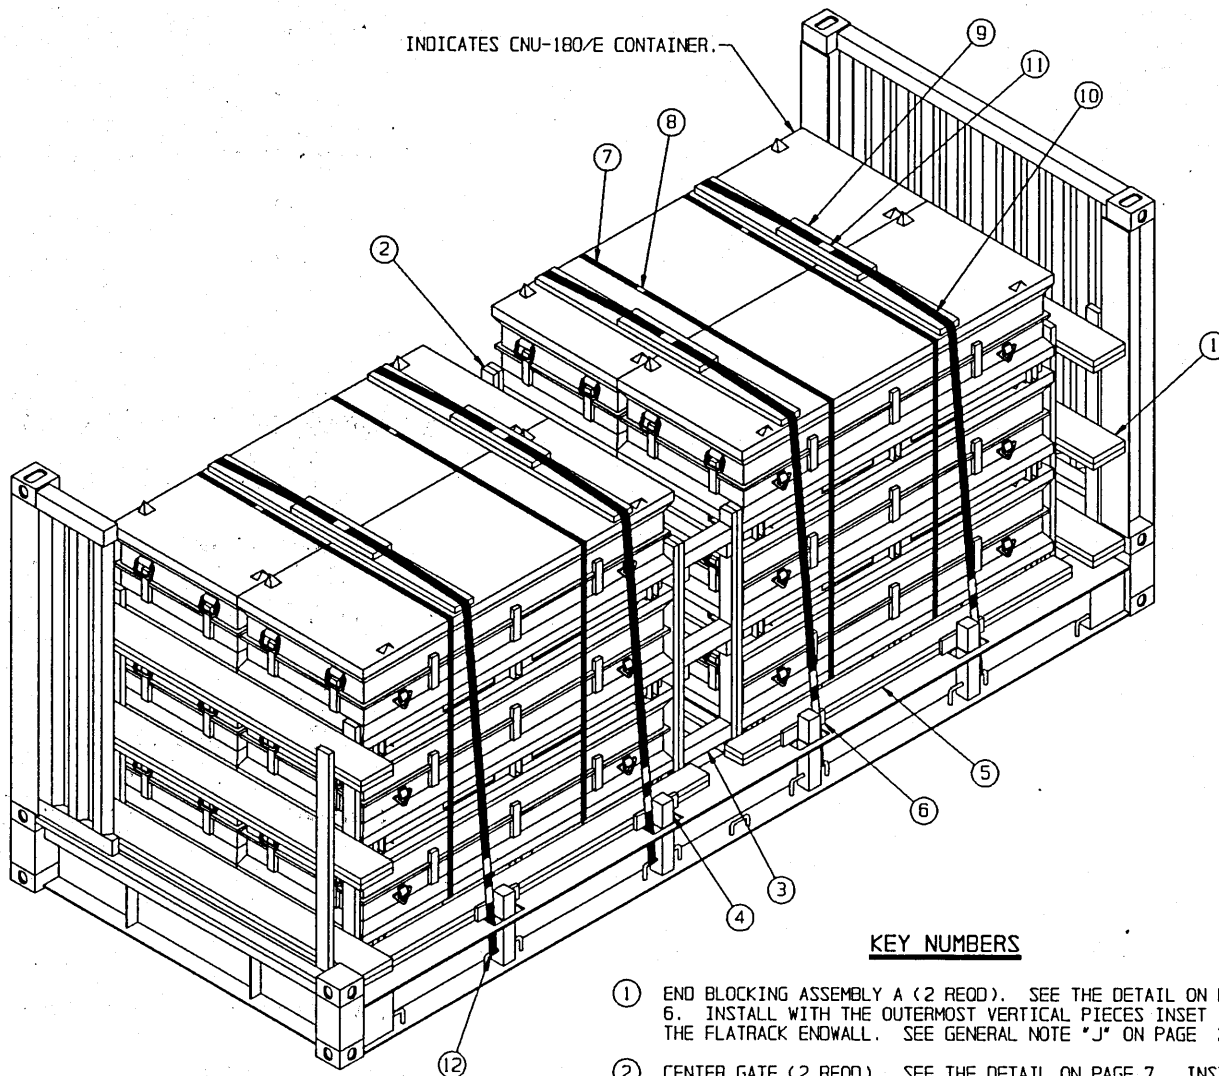 INDICATES CNU-180/E CONTAINER.
9
11
10
8
7
2
1
5
6
3
4
12
KEY NUMBERS
1 END BLOCKING ASSEMBLY A (2 REQD). SEE THE DETAIL ON
6. INSTALL WITH THE OUTERMOST VERTICAL PIECES INSET
THE FLATRACK ENDWALL. SEE GENERAL NOTE "J" ON PAGE
2 CENTER GATE (2 REQD). SEE THE DETAIL ON PAGE 7.